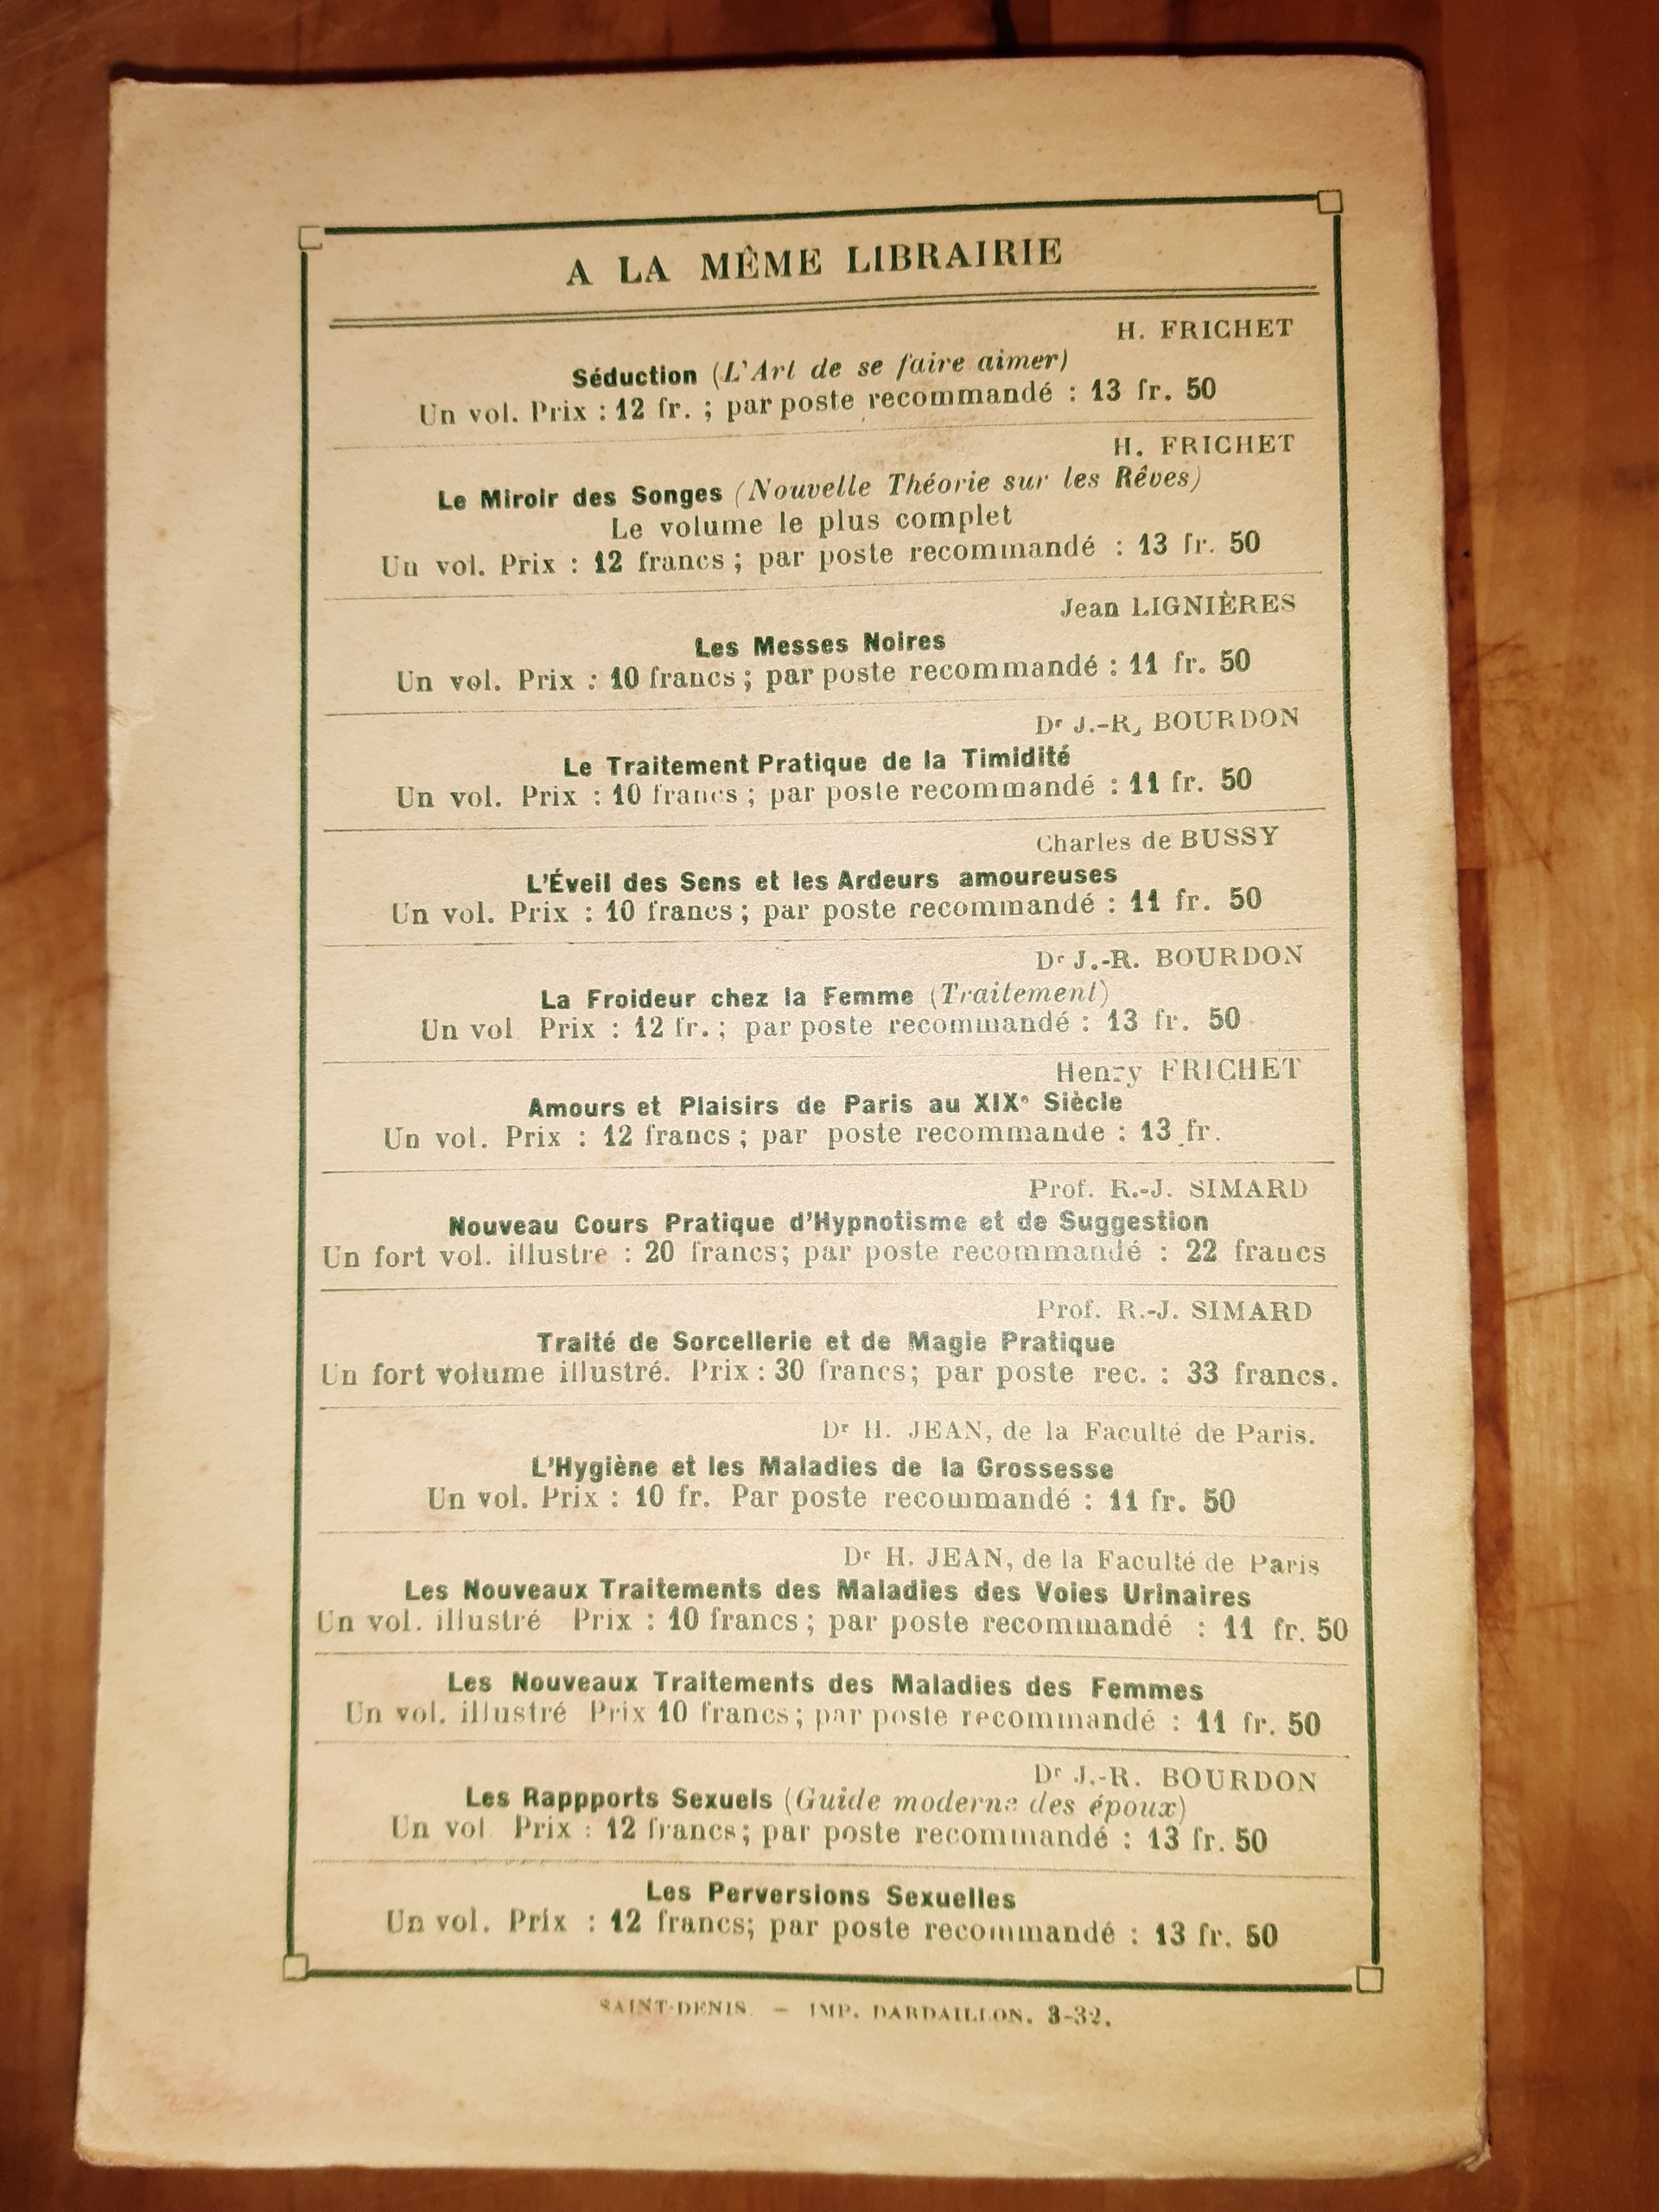 A LA MÊME LIBRAIRIE
H. FRICHET
Séduction (L'Art de se faire aimer)
Un vol. Prix : 12 fr. ; par poste recommandé : 13 fr. 50
H. FRICHET
Le Miroir des Songes (Nouvelle Théorie sur les Rêves)
Le volume le plus complet
Un vol. Prix : 12 francs ; par poste recommandé : 13 fr. 50
Jean LIGNIÈRES
Les Messes Noires
Un vol. Prix : 10 francs ; par poste recommandé : 11 fr. 50
Dr J.-R, BOURDON
Le Traitement Pratique de la Timidité
Un vol. Prix : 10 francs ; par poste recommandé : 11 fr. 50
Charles de BUSSY
L'Éveil des Sens et les Ardeurs amoureuses
Un vol. Prix : 10 francs ; par poste recommandé : 11 fr. 50
Dr J.-R. BOURDON
La Froideur chez la Femme (Traitement)
Un vol Prix : 12 fr. ; par poste recommandé : 13 fr. 50
Henry FRICHET
Amours et Plaisirs de Paris au XIXe Siècle
Un vol. Prix : 12 francs ; par poste recommande : 13 fr.
Prof. R.-J. SIMARD
Nouveau Cours Pratique d'Hypnotisme et de Suggestion
Un fort vol. illustre : 20 francs; par poste recommandé : 22 francs
Prof. R.-J. SIMARD
Traité de Sorcellerie et de Magie Pratique
Un fort volume illustré. Prix : 30 francs; par poste rec. : 33 francs.
Dr H. JEAN, de la Faculté de Paris.
L'Hygiène et les Maladies de la Grossesse
Un vol. Prix : 10 fr. Par poste recommandé : 11 fr. 50
Dr H. JEAN, de la Faculté de Paris
Les Nouveaux Traitements des Maladies des Voies Urinaires
Un vol. illustré Prix : 10 francs ; par poste recommandé : 11 fr. 50
Les Nouveaux Traitements des Maladies des Femmes
Un vol. illustré Prix 10 francs ; par poste recommandé : 11 fr. 50
Dr J.-R. BOURDON
Les Rappports Sexuels (Guide moderne des époux)
Un vol Prix : 12 francs; par poste recommandé : 13 fr. 50
Les Perversions Sexuelles
Un vol. Prix : 12 francs; par poste recommandé : 13 fr. 50
SAINT-DENIS. — IMP. DARDAILLON. 3-32.